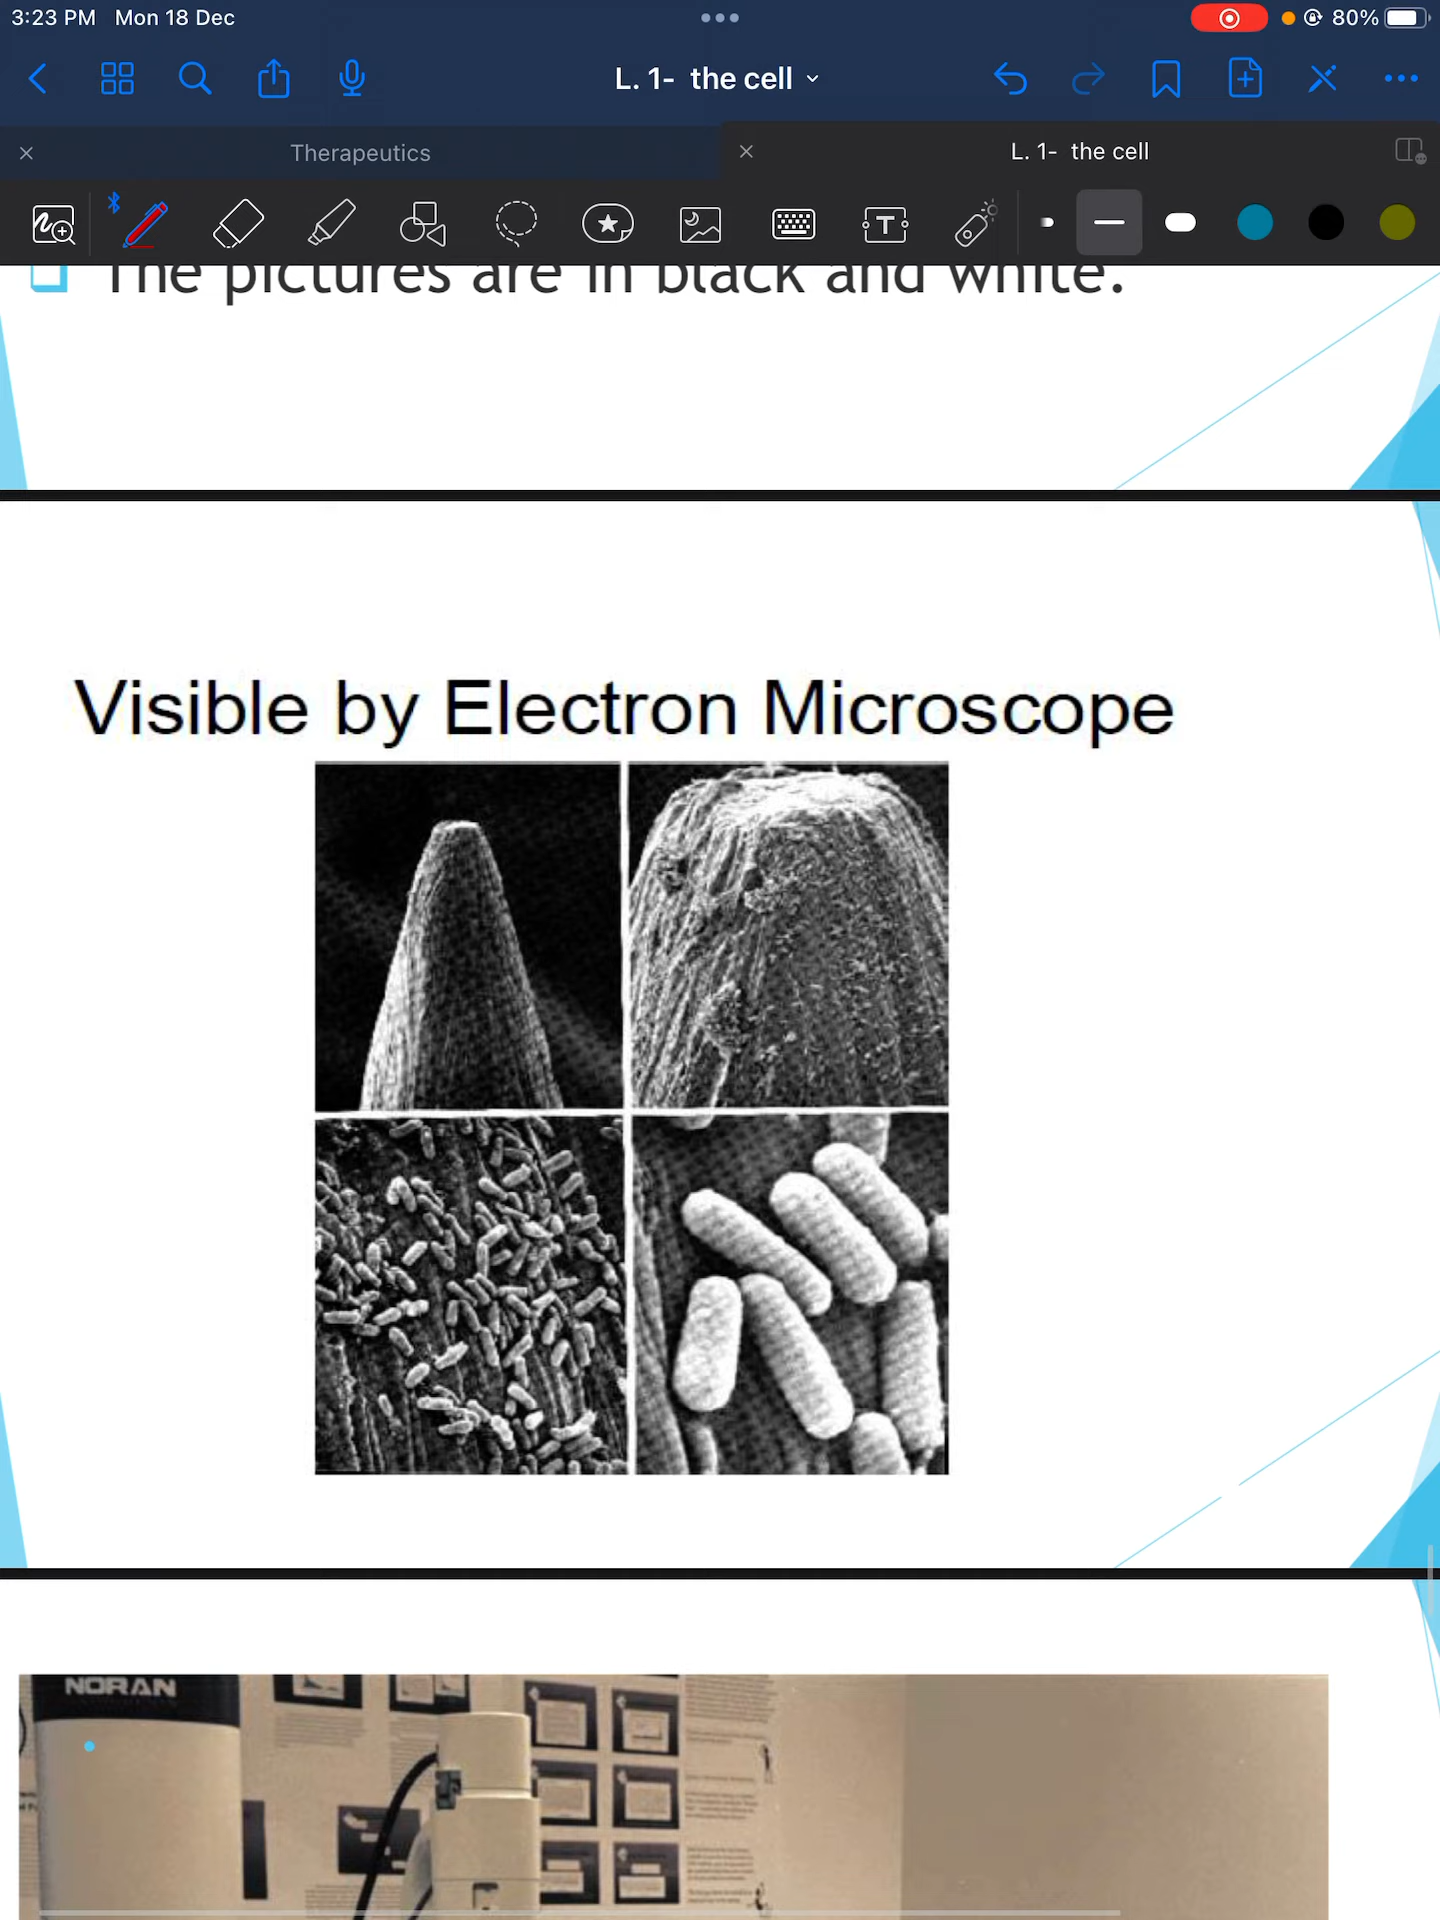 3:23 PM Mon 18 Dec
80%
L. 1- the cell
Therapeutics
L. 1- the cell
The pictures are in black and white.
Visible by Electron Microscope
NORAN